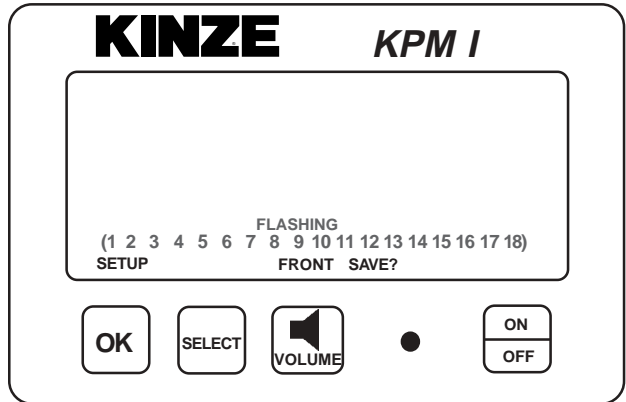 KINZE KPM I
FLASHING
(1 2 3 4 5 6 7 8 9 10 11 12 13 14 15 16 17 18)
SETUP FRONT SAVE?
OK SELECT VOLUME ON
OFF